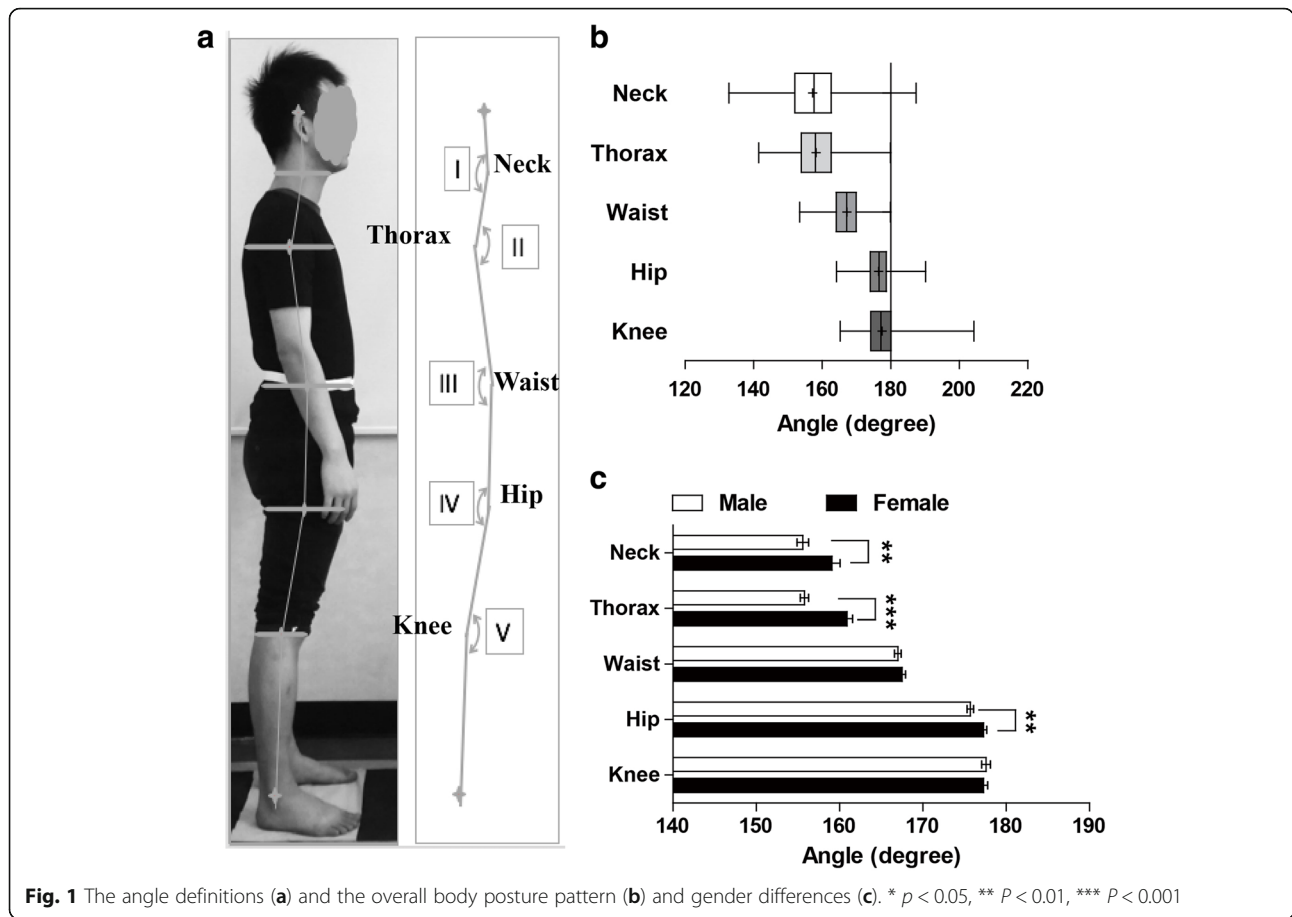 a
I
Neck
Thorax
II
III
Waist
IV
Hip
Knee
V
b
Neck
Thorax
Waist
Hip
Knee
120 140 160 180 200 220
Angle (degree)
c
Male Female
Neck
**
Thorax
***
Waist
Hip
**
Knee
140 150 160 170 180 190
Angle (degree)
Fig. 1 The angle definitions (a) and the overall body posture pattern (b) and gender differences (c). * p < 0.05, ** P < 0.01, *** P < 0.001